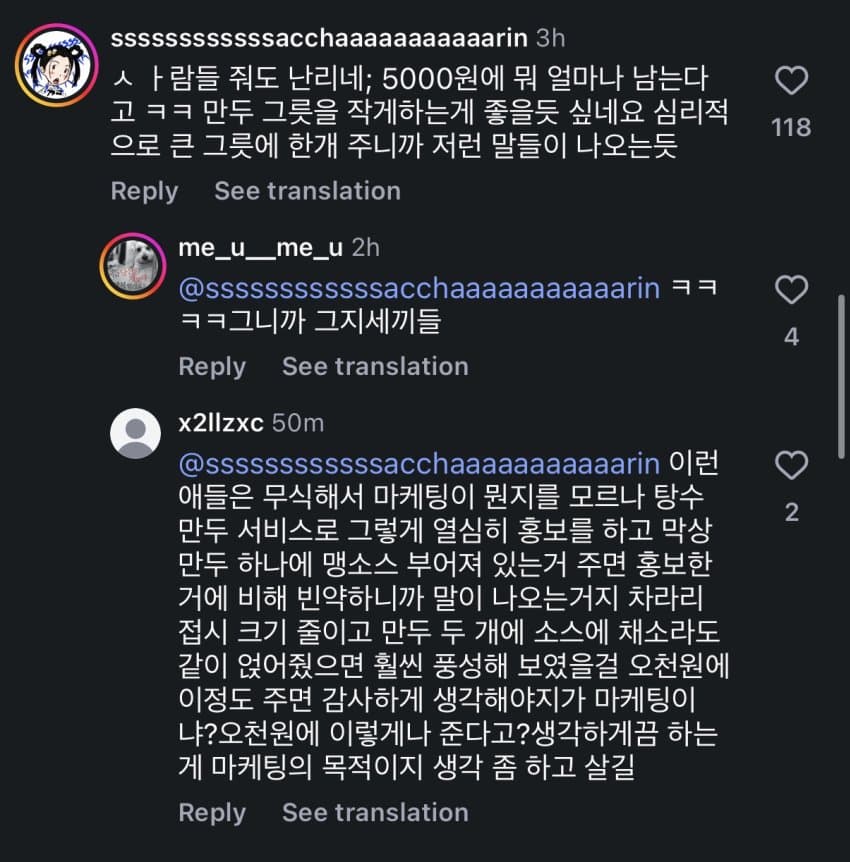 ssssssssssssacchaaaaaaaaaaarin 3h
ㅅ ㅏ람들 줘도 난리네; 5000원에 뭐 얼마나 남는다
고 ㅋㅋ 만두 그릇을 작게하는게 좋을듯 싶네요 심리적
으로 큰 그릇에 한개 주니까 저런 말들이 나오는듯
118
Reply See translation
me_u__me_u 2h
@ssssssssssssacchaaaaaaaaaaarin ㅋㅋ
ㅋㅋ그니까 그지세끼들
4
Reply See translation
x2llzxc 50m
@ssssssssssssacchaaaaaaaaaaarin 이런
애들은 무식해서 마케팅이 뭔지를 모르나 탕수
만두 서비스로 그렇게 열심히 홍보를 하고 막상
만두 하나에 맹소스 부어져 있는거 주면 홍보한
거에 비해 빈약하니까 말이 나오는거지 차라리
접시 크기 줄이고 만두 두 개에 소스에 채소라도
같이 얹어줬으면 훨씬 풍성해 보였을걸 오천원에
이정도 주면 감사하게 생각해야지가 마케팅이
냐?오천원에 이렇게나 준다고?생각하게끔 하는
게 마케팅의 목적이지 생각 좀 하고 살길
2
Reply See translation